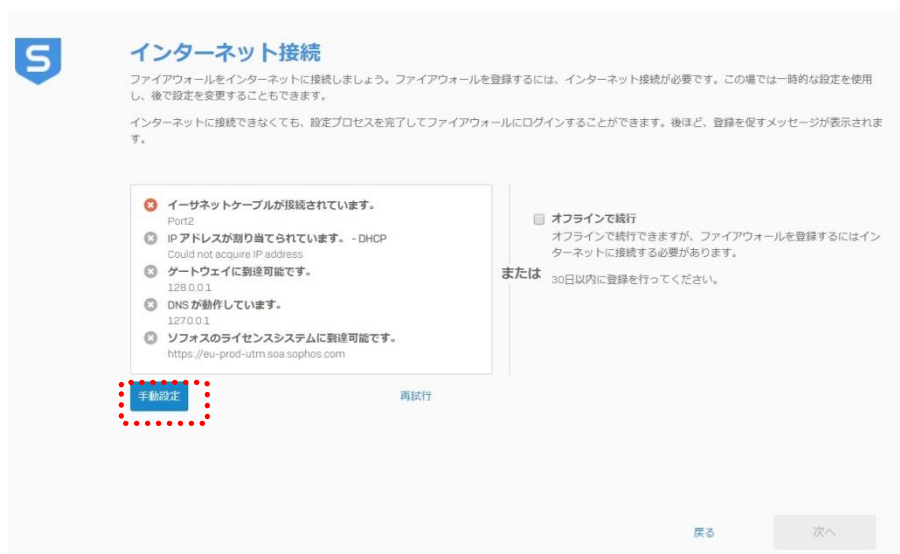 S
インターネット接続
ファイアウォールをインターネットに接続しましょう。ファイアウォールを登録するには、インターネット接続が必要です。この場では一時的な設定を使用
し、後で設定を変更することもできます。
インターネットに接続できなくても、設定プロセスを完了してファイアウォールにログインすることができます。後ほど、登録を促すメッセージが表示されま
す。
イーサネットケーブルが接続されています。
Port2
IP アドレスが割り当てられています。 - DHCP
Could not acquire IP address
ゲートウェイに到達可能です。
128.0.0.1
DNS が動作しています。
127.0.0.1
ソフォスのライセンスシステムに到達可能です。
https://eu-prod-utm.soa.sophos.com
または
オフラインで続行
オフラインで続行できますが、ファイアウォールを登録するにはイン
ターネットに接続する必要があります。
30日以内に登録を行ってください。
手動設定
再試行
戻る
次へ